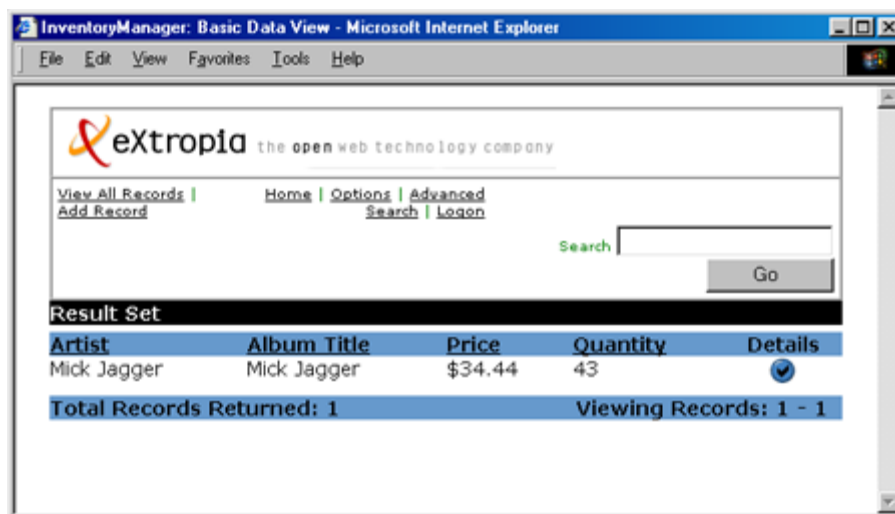 InventoryManager: Basic Data View - Microsoft Internet Explorer
File Edit View Favorites Tools Help
eXtropia the open web technology company
View All Records | Home | Options | Advanced
Add Record Search | Logon
Search
Go
Result Set
Artist Album Title Price Quantity Details
Mick Jagger Mick Jagger $34.44 43
Total Records Returned: 1 Viewing Records: 1 - 1